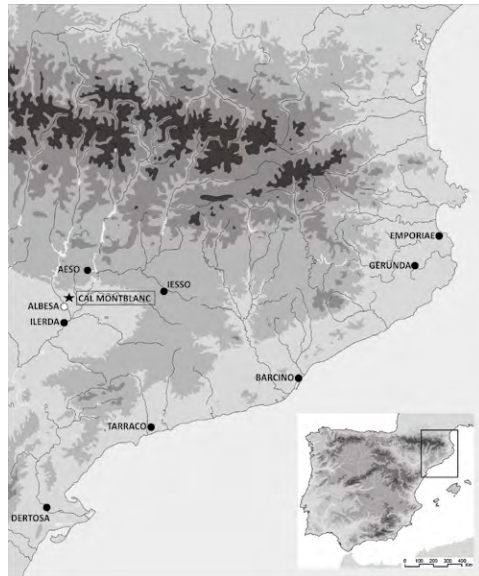 EMPORIAE
GERUNDA
AESO
IESSO
CAL MONTBLANC
ALBESA
ILERDA
BARCINO
TARRACO
DERTOSA
0 100 200 300 400
Km